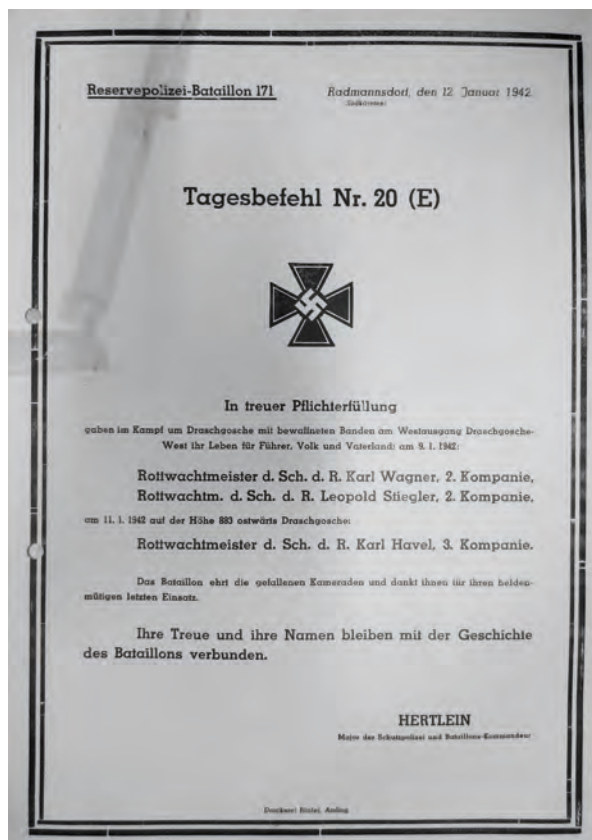 Reservepolizei-Bataillon 171
Radmannsdorf, den 12. Januar 1942.
Tagesbefehl Nr. 20 (E)
In treuer Pflichterfüllung
gaben im Kampf um Draschgosche mit bewaffneten Banden am Westausgang Draschgosche-
West ihr Leben für Führer, Volk und Vaterland: am 9. 1. 1942:
Rottwachtmeister d. Sch. d. R. Karl Wagner, 2. Kompanie,
Rottwachtm. d. Sch. d. R. Leopold Stiegler, 2. Kompanie,
am 11. 1. 1942 auf der Höhe 883 ostwärts Draschgosche:
Rottwachtmeister d. Sch. d. R. Karl Havel, 3. Kompanie.
Das Bataillon ehrt die gefallenen Kameraden und dankt ihnen für ihren helden-
mütigen letzten Einsatz.
Ihre Treue und ihre Namen bleiben mit der Geschichte
des Bataillons verbunden.
HERTLEIN
Major der Schutzpolizei und Bataillons-Kommandeur